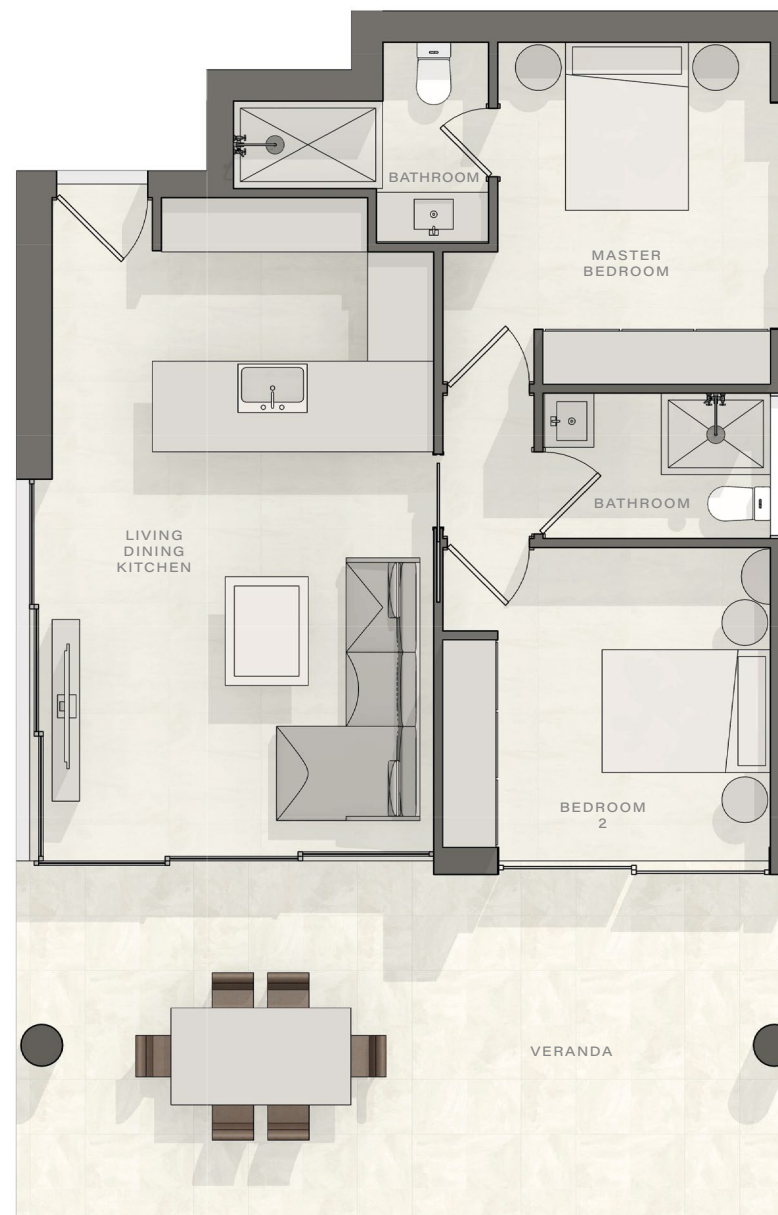 BATHROOM
MASTER
BEDROOM
BATHROOM
LIVING
DINING
KITCHEN
BEDROOM
2
VERANDA